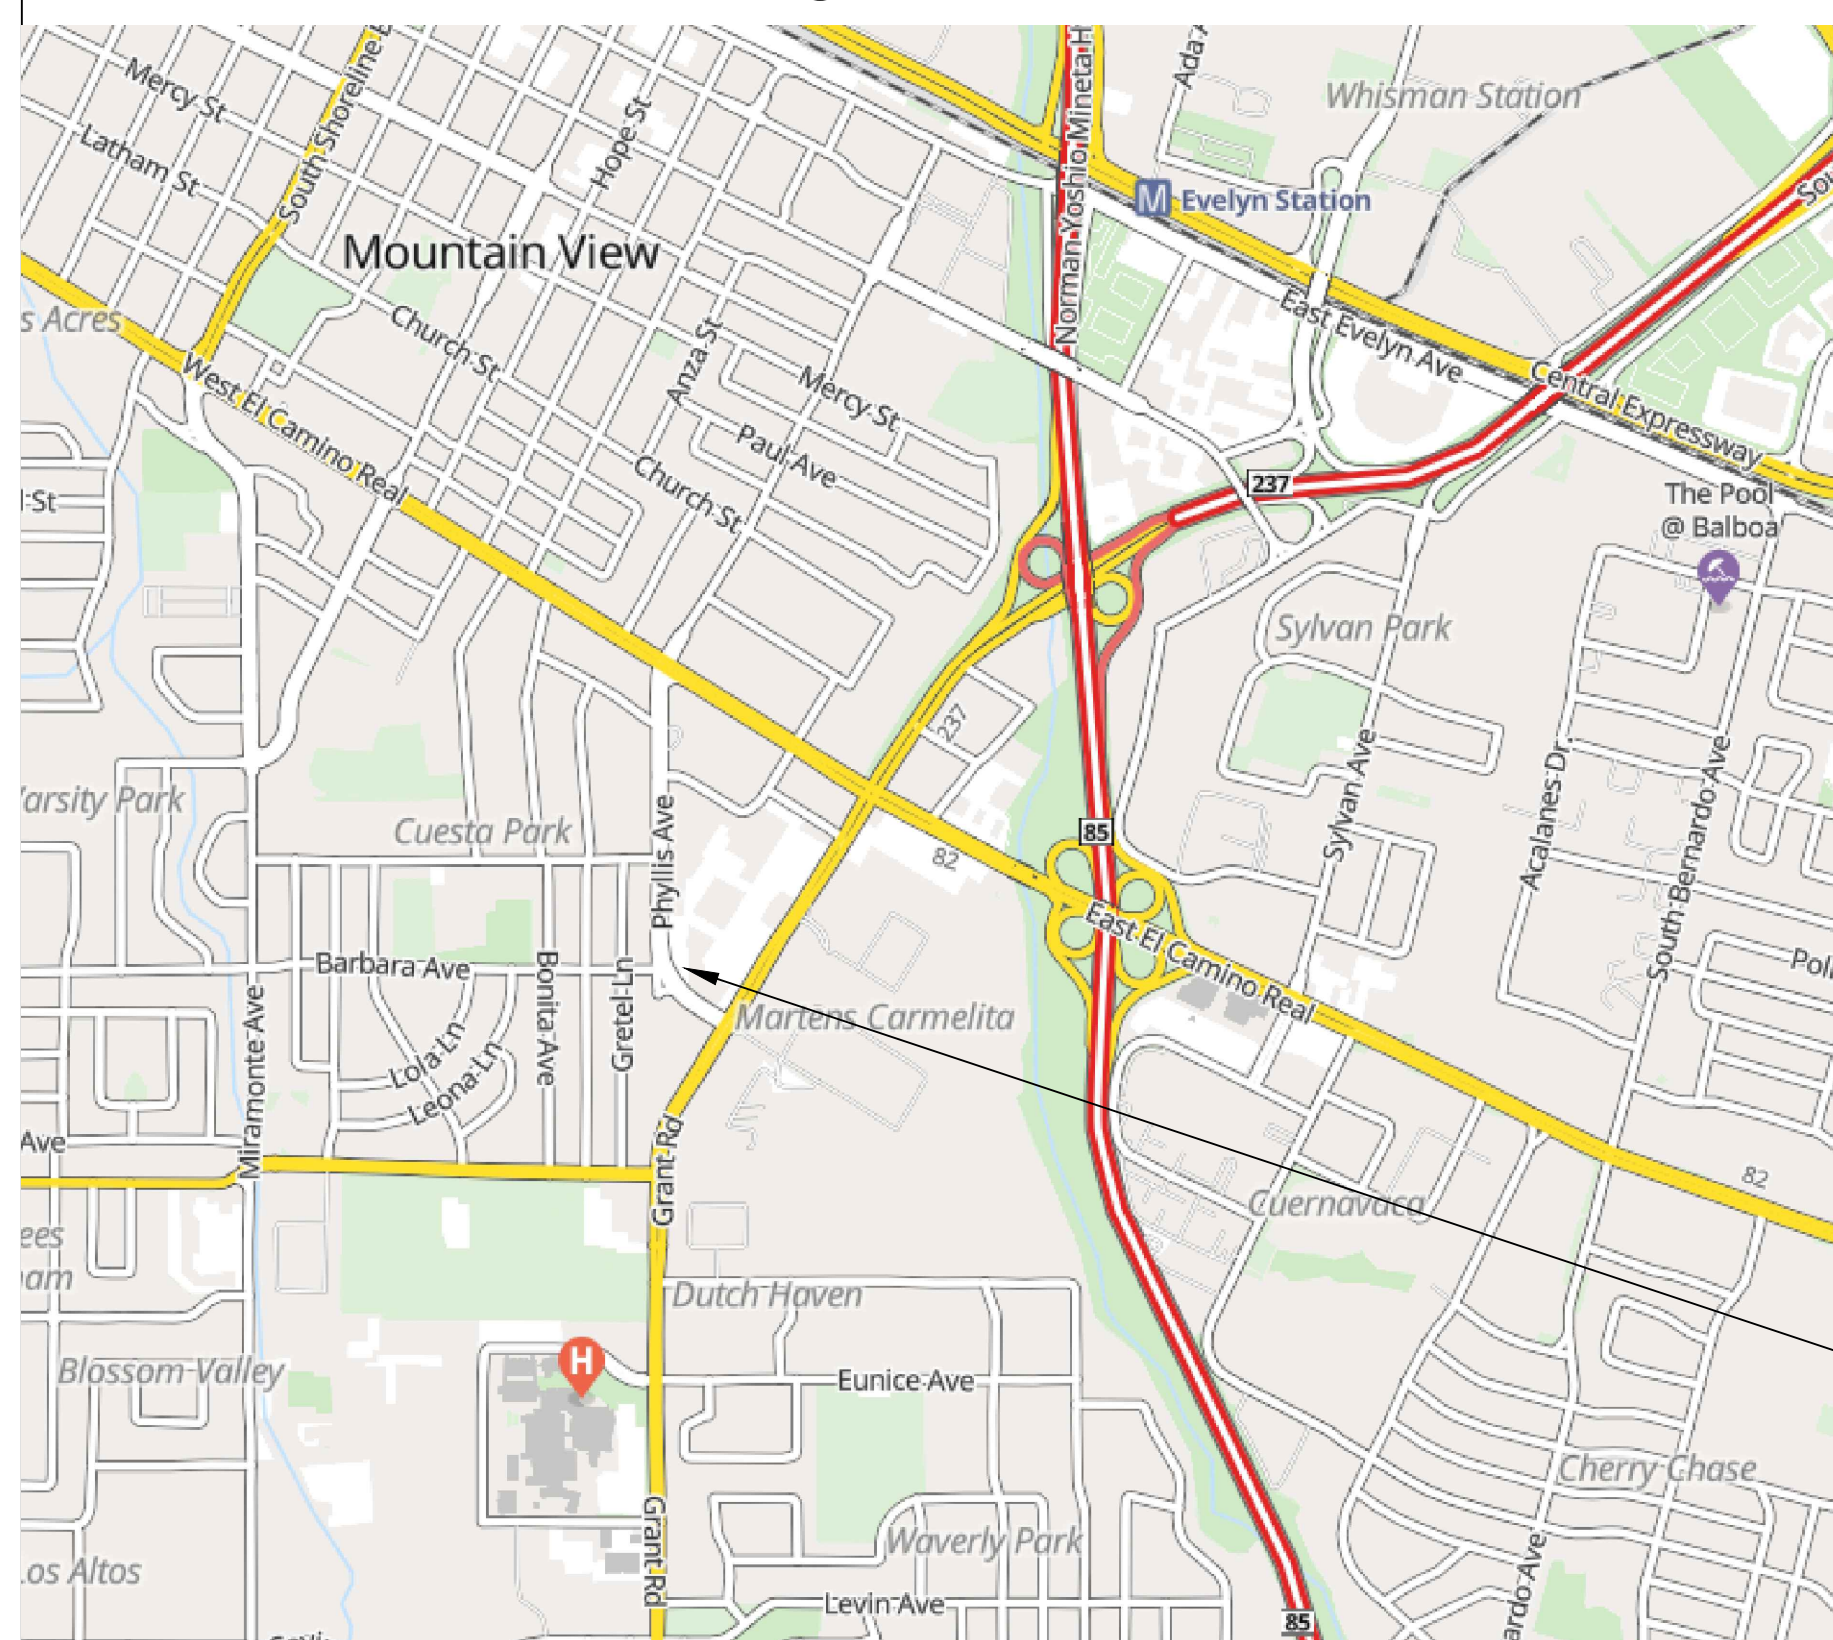 Mercy St
Latham St
South Shoreline
Hope St
Norman Yoshio Mineta H
Ada
Whisman Station
Evelyn Station
Mountain View
s Acres
Church St
Anza St
Mercy St
Paul Ave
Church St
West El Camino Real
East Evelyn Ave
Central Expressway
237
The Pool
@ Balboa
St
Sylvan Park
237
Varsity Park
Cuesta Park
Phyllis Ave
82
85
Sylvan Ave
Acalanes Dr
South Bernardo Ave
East El Camino Real
Barbara Ave
Bonita Ave
Gretel Ln
Martens Carmelita
Miramonte Ave
Lola Ln
Leona Ln
Ave
Grant Rd
Cuernavaca
82
ees
am
Dutch Haven
Blossom Valley
H
Eunice Ave
Cherry Chase
Grant Rd
Waverly Park
Los Altos
Levin Ave
ardo Ave
85